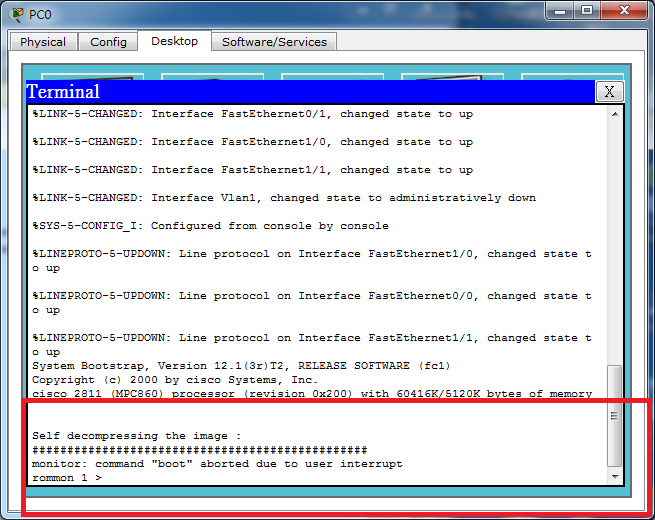 PC0
Physical
Config
Desktop
Software/Services
Terminal
X
%LINK-5-CHANGED: Interface FastEthernet0/1, changed state to up
%LINK-5-CHANGED: Interface FastEthernet1/0, changed state to up
%LINK-5-CHANGED: Interface FastEthernet1/1, changed state to up
%LINK-5-CHANGED: Interface Vlan1, changed state to administratively down
%SYS-5-CONFIG_I: Configured from console by console
%LINEPROTO-5-UPDOWN: Line protocol on Interface FastEthernet1/0, changed state t
o up
%LINEPROTO-5-UPDOWN: Line protocol on Interface FastEthernet0/0, changed state t
o up
%LINEPROTO-5-UPDOWN: Line protocol on Interface FastEthernet1/1, changed state t
o up
System Bootstrap, Version 12.1(3r)T2, RELEASE SOFTWARE (fc1)
Copyright (c) 2000 by cisco Systems, Inc.
cisco 2811 (MPC860) processor (revision 0x200) with 60416K/5120K bytes of memory
Self decompressing the image :
################################################
monitor: command "boot" aborted due to user interrupt
rommon 1 >